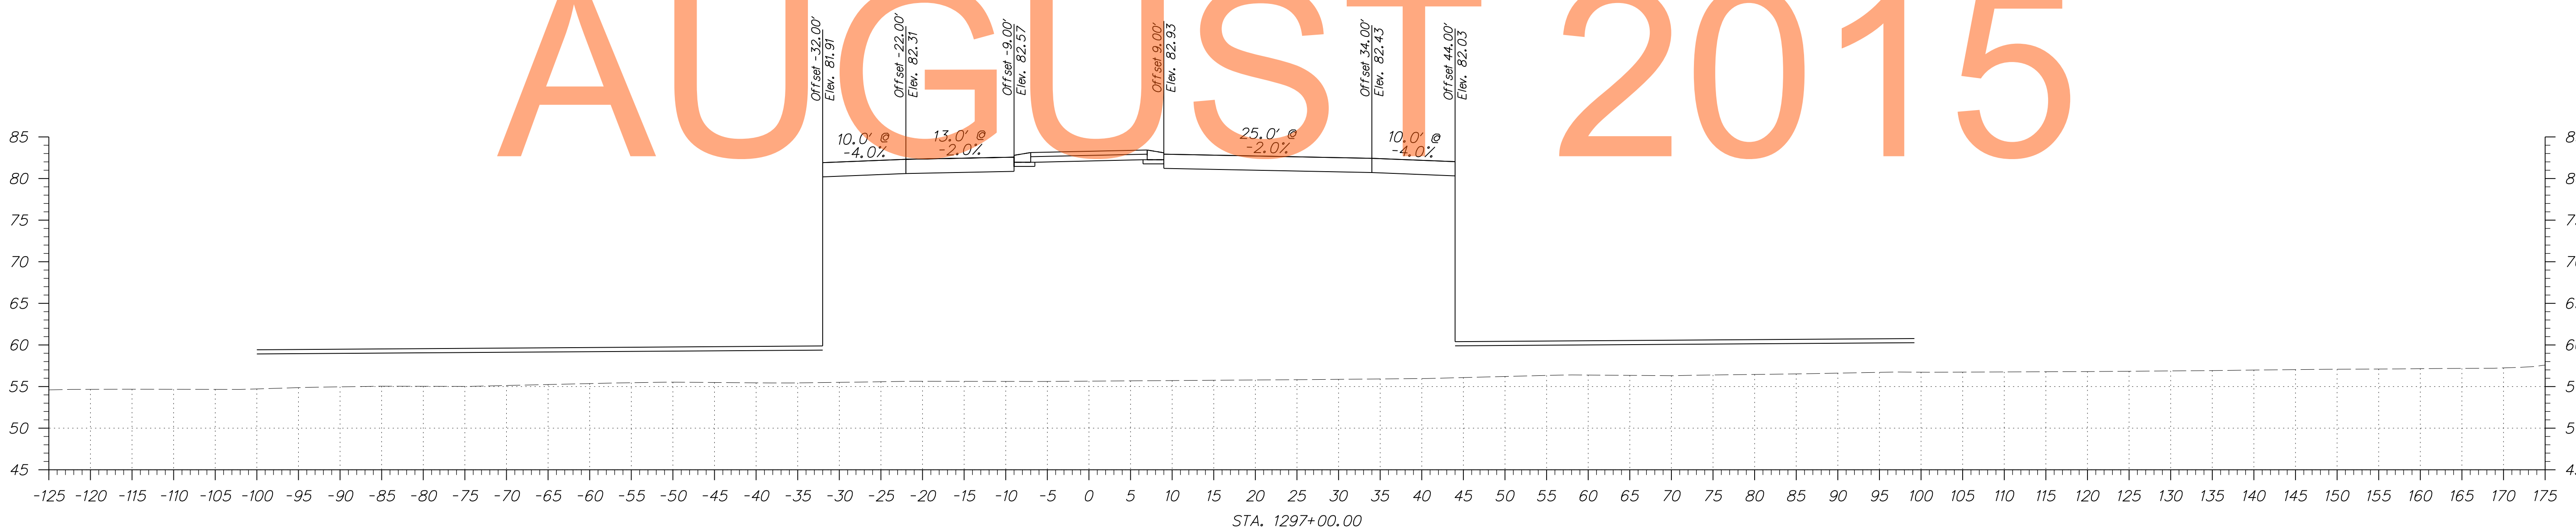 AUGUST 2015
Offset -32.00'
Elev. 81.91
Offset -22.00'
Elev. 82.31
Offset -9.00'
Elev. 82.57
Offset 9.00'
Elev. 82.93
Offset 34.00'
Elev. 82.43
Offset 44.00'
Elev. 82.03
10.0' @
-4.0%
13.0' @
-2.0%
25.0' @
-2.0%
10.0' @
-4.0%
85
80
75
70
65
60
55
50
45
-125 -120 -115 -110 -105 -100 -95 -90 -85 -80 -75 -70 -65 -60 -55 -50 -45 -40 -35 -30 -25 -20 -15 -10 -5 0 5 10 15 20 25 30 35 40 45 50 55 60 65 70 75 80 85 90 95 100 105 110 115 120 125 130 135 140 145 150 155 160 165 170 175
STA. 1297+00.00